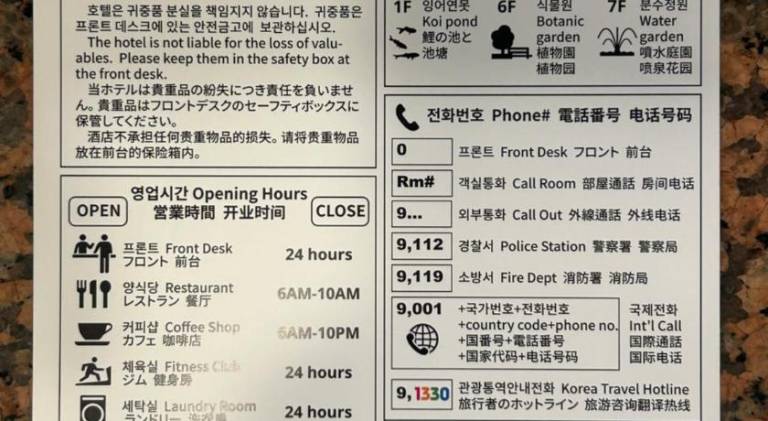 호텔은 귀중품 분실을 책임지지 않습니다. 귀중품은
프런트 데스크에 있는 안전금고에 보관하십시오.
The hotel is not liable for the loss of valu-
ables. Please keep them in the safety box at
the front desk.
当ホテルは貴重品の紛失につき責任を負いませ
ん。貴重品はフロントデスクのセーフティボックスに
保管してください。
酒店不承担任何贵重物品的损失。请将贵重物品
放在前台的保险箱内。
영업시간 Opening Hours
OPEN 営業時間 开业时间 CLOSE
프론트 Front Desk
フロント 前台
24 hours
양식당 Restaurant
レストラン 餐厅
6AM-10AM
커피샵 Coffee Shop
カフェ 咖啡店
6AM-10PM
체육실 Fitness Club
ジム 健身房
24 hours
세탁실 Laundry Room
ランドリー
24 hours
1F 잉어연못
Koi pond
鯉の池と
池塘
6F 식물원
Botanic
garden
植物園
植物园
7F 분수정원
Water
garden
噴水庭園
喷泉花园
전화번호 Phone# 電話番号 电话号码
0 프론트 Front Desk フロント 前台
Rm# 객실통화 Call Room 部屋通話 房间电话
9... 외부통화 Call Out 外線通話 外线电话
9,112 경찰서 Police Station 警察署 警察局
9,119 소방서 Fire Dept 消防署 消防局
9,001 +국가번호+전화번호
+country code+phone no.
+国番号+電話番号
+国家代码+电话号码
국제전화
Int'l Call
国際通話
国际电话
9,1330 관광통역안내전화 Korea Travel Hotline
旅行者のホットライン 旅游咨询翻译热线